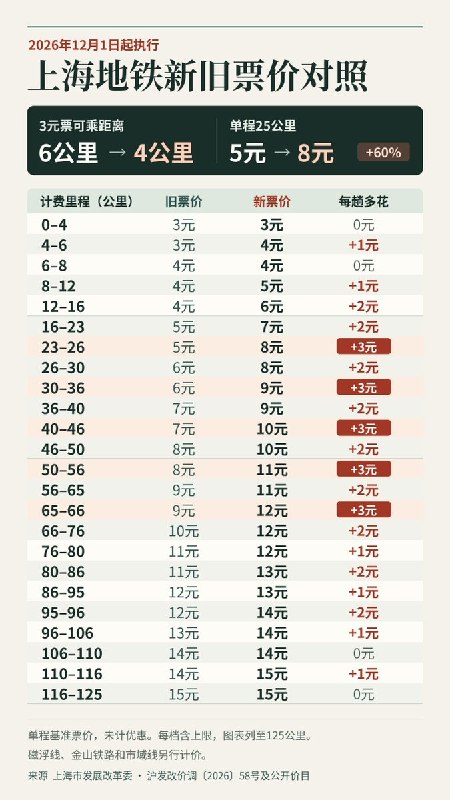 2026年12月1日起执行
上海地铁新旧票价对照
3元票可乘距离 单程25公里
6公里 → 4公里 5元 → 8元 +60%
计费里程（公里） 旧票价 新票价 每趟多花
0–4 3元 3元 0元
4–6 3元 4元 +1元
6–8 4元 4元 0元
8–12 4元 5元 +1元
12–16 4元 6元 +2元
16–23 5元 7元 +2元
23–26 5元 8元 +3元
26–30 6元 8元 +2元
30–36 6元 9元 +3元
36–40 7元 9元 +2元
40–46 7元 10元 +3元
46–50 8元 10元 +2元
50–56 8元 11元 +3元
56–65 9元 11元 +2元
65–66 9元 12元 +3元
66–76 10元 12元 +2元
76–80 11元 12元 +1元
80–86 11元 13元 +2元
86–95 12元 13元 +1元
95–96 12元 14元 +2元
96–106 13元 14元 +1元
106–110 14元 14元 0元
110–116 14元 15元 +1元
116–125 15元 15元 0元
单程基准票价，未计优惠。每档含上限，图表列至125公里。
磁浮线、金山铁路和市域线另行计价。
来源 上海市发展改革委 · 沪发改价调〔2026〕58号及公开价目